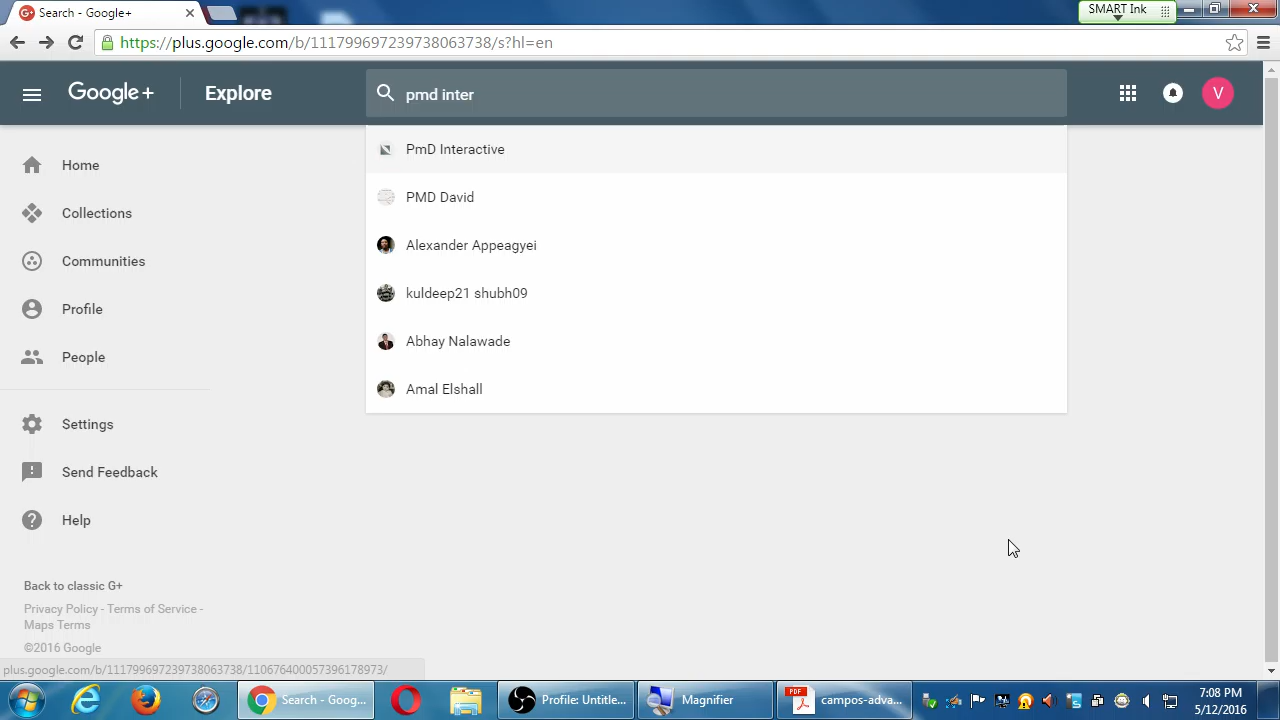 Search - Google+
SMART Ink
https://plus.google.com/b/111799697239738063738/s?hl=en
Google+
Explore
pmd inter
V
PmD Interactive
PMD David
Alexander Appeagyei
kuldeep21 shubh09
Abhay Nalawade
Amal Elshall
Home
Collections
Communities
Profile
People
Settings
Send Feedback
Help
Back to classic G+
Privacy Policy - Terms of Service -
Maps Terms
©2016 Google
plus.google.com/b/111799697239738063738/110676400057396178973/
Search - Goog...
Profile: Untitle...
Magnifier
PDF
campos-adva...
7:08 PM
5/12/2016